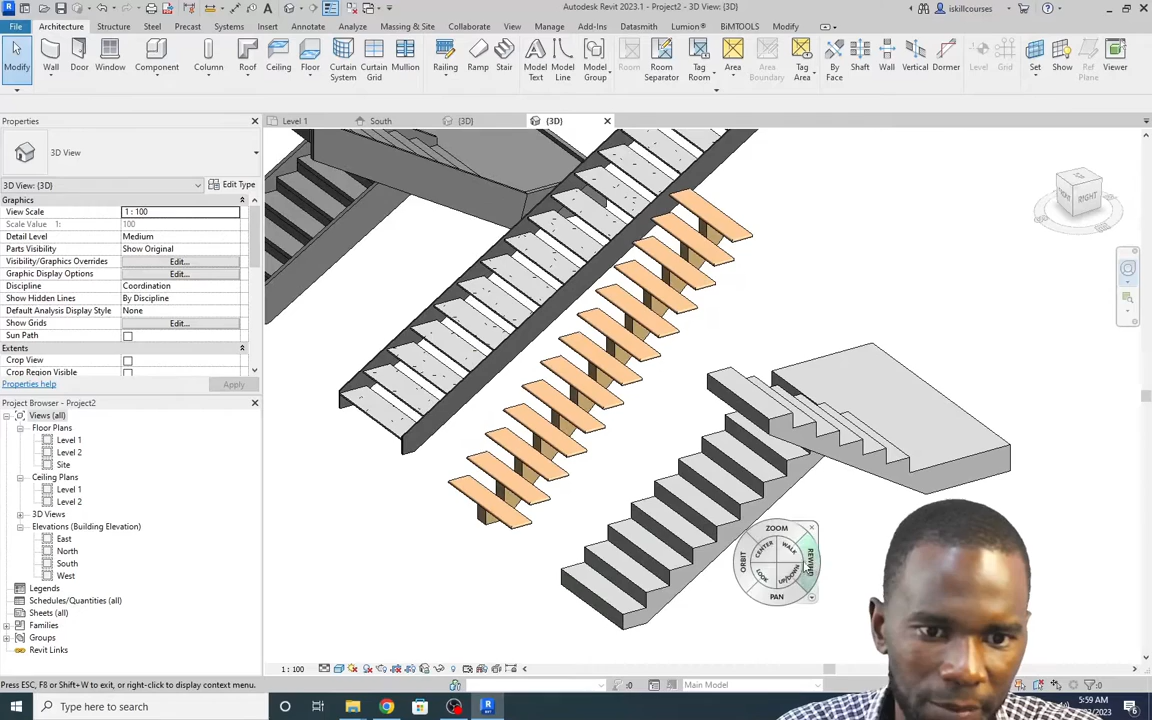 Autodesk Revit 2023.1 - Project2 - 3D View: {3D}
iskillcourses
File Architecture Structure Steel Precast Systems Insert Annotate Analyze Massing & Site Collaborate View Manage Add-Ins Datasmith Lumion® BIMTOOLS Modify
Modify Wall Door Window Component Column Roof Ceiling Floor Curtain System Curtain Grid Mullion Railing Ramp Stair Model Text Model Line Model Group Room Room Separator Tag Room Area Area Boundary Tag Area By Face Shaft Wall Vertical Dormer Level Grid Set Show Ref Plane Viewer
Properties
Level 1 South {3D} {3D}
3D View
3D View: {3D} Edit Type
Graphics
View Scale 1 : 100
Scale Value 1: 100
Detail Level Medium
Parts Visibility Show Original
Visibility/Graphics Overrides Edit...
Graphic Display Options Edit...
Discipline Coordination
Show Hidden Lines By Discipline
Default Analysis Display Style None
Show Grids Edit...
Sun Path
Extents
Crop View
Crop Region Visible
Properties help Apply
Project Browser - Project2
Views (all)
Floor Plans
Level 1
Level 2
Site
Ceiling Plans
Level 1
Level 2
3D Views
Elevations (Building Elevation)
East
North
South
West
Legends
Schedules/Quantities (all)
Sheets (all)
Families
Groups
Revit Links
RIGHT
ZOOM
CENTER WALK
ORBIT REWIND
LOOK UP/DOWN
PAN
1 : 100
Press ESC, F8 or Shift+W to exit, or right-click to display context menu.
:0 Main Model :0
Type here to search
5:59 AM